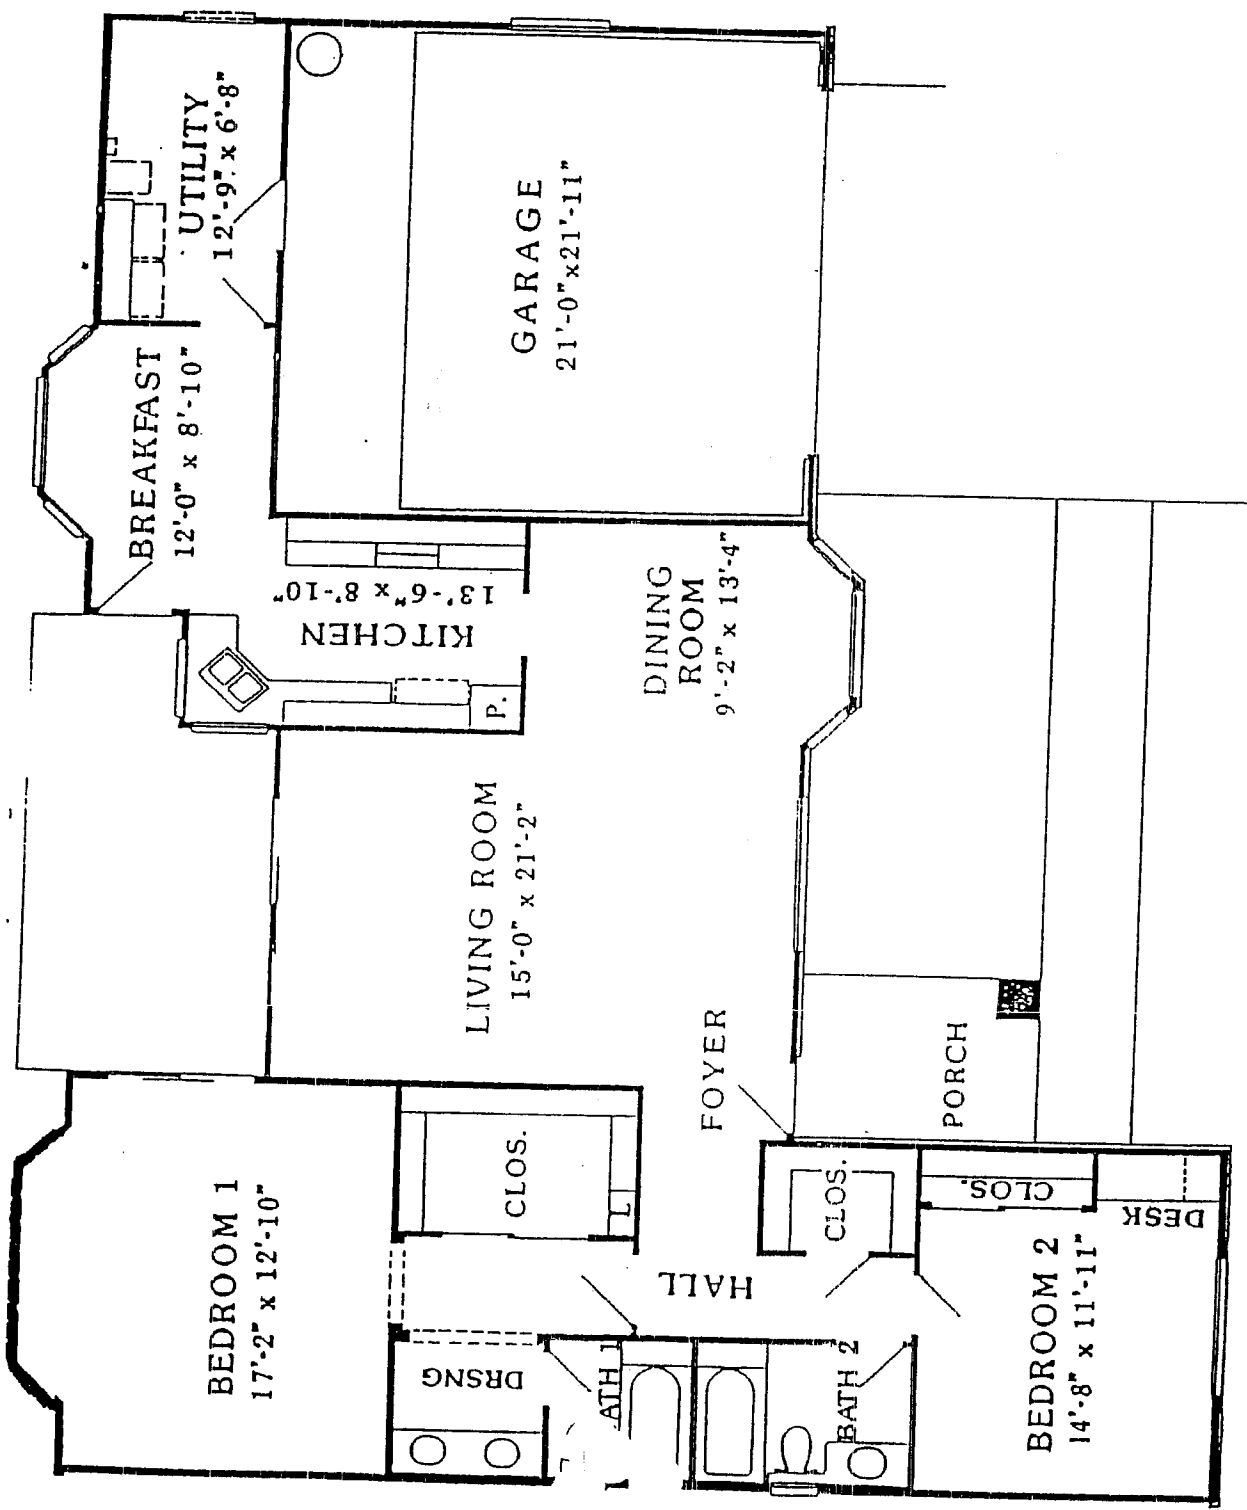 UTILITY
12'-9" x 6'-8"
BREAKFAST
12'-0" x 8'-10"
GARAGE
21'-0"x21'-11"
KITCHEN
13'-6"x 8'-10"
P.
DINING
ROOM
9'-2" x 13'-4"
LIVING ROOM
15'-0" x 21'-2"
FOYER
PORCH
BEDROOM 1
17'-2" x 12'-10"
CLOS.
L
HALL
CLOS.
CLOS.
DESK
DRSNG
ATH 1
BATH 2
BEDROOM 2
14'-8" x 11'-11"